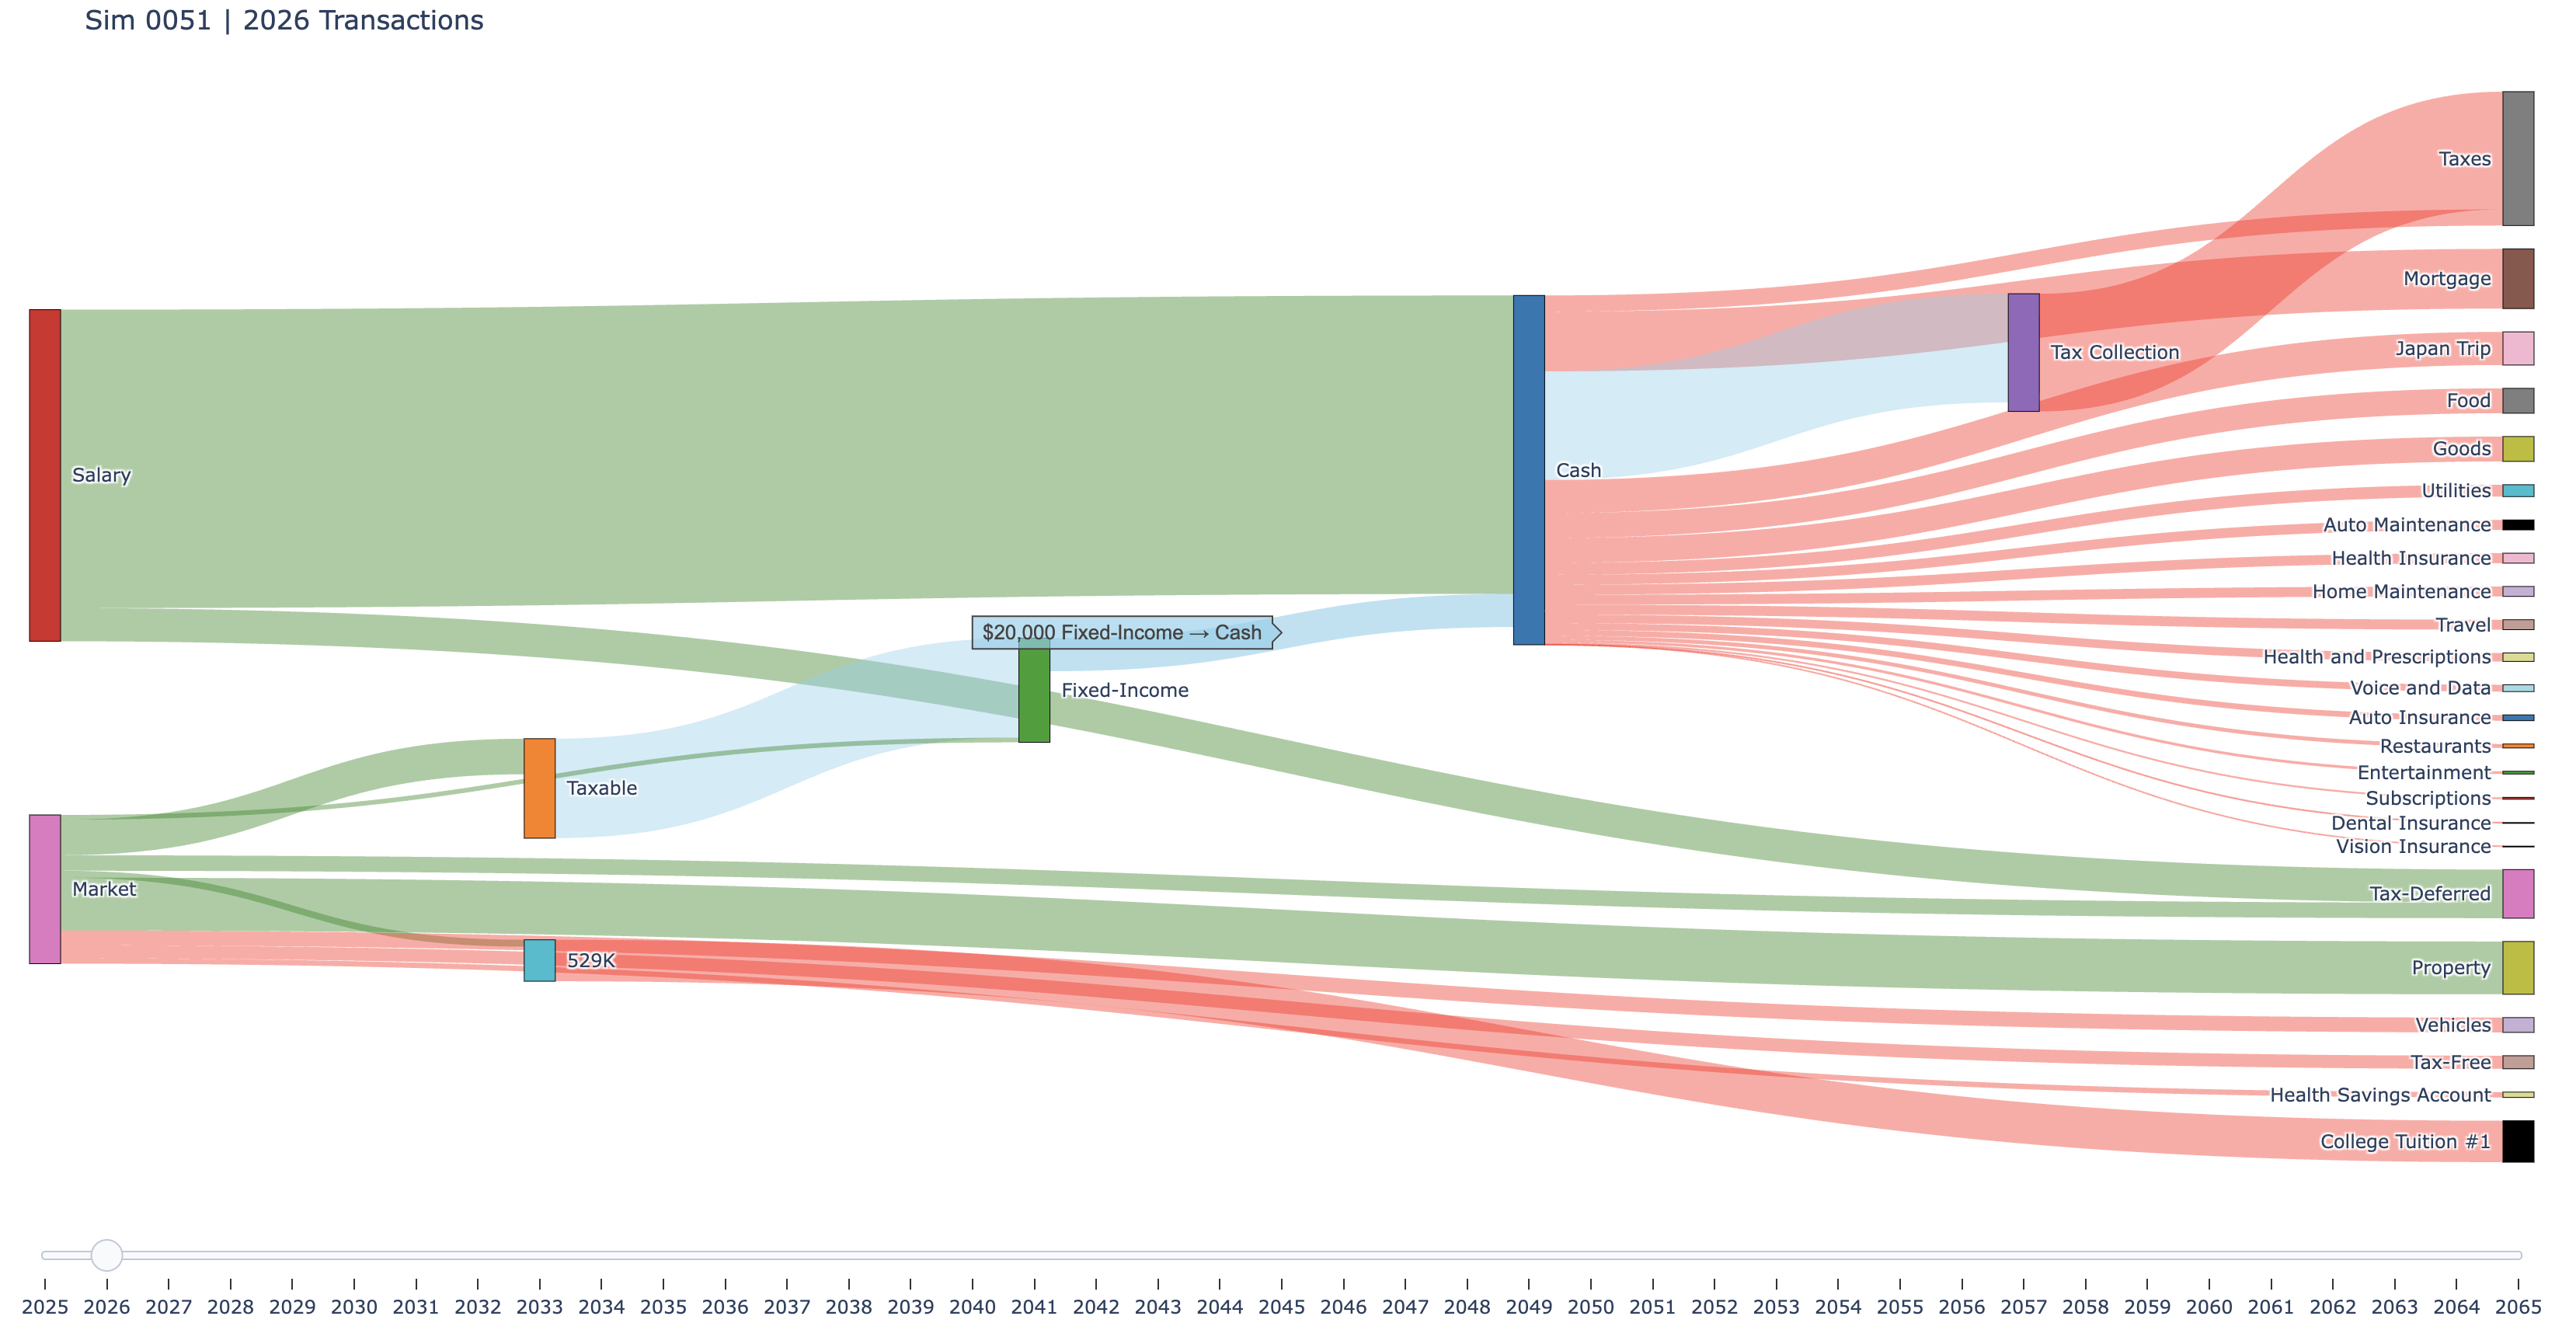 Sim 0051 | 2026 Transactions
Taxes
Mortgage
Tax Collection
Japan Trip
Food
Goods
Salary
Cash
Utilities
Auto Maintenance
Health Insurance
Home Maintenance
Travel
$20,000 Fixed-Income → Cash
Health and Prescriptions
Fixed-Income
Voice and Data
Auto Insurance
Restaurants
Entertainment
Taxable
Subscriptions
Dental Insurance
Vision Insurance
Market
Tax-Deferred
529K
Property
Vehicles
Tax-Free
Health Savings Account
College Tuition #1
2025 2026 2027 2028 2029 2030 2031 2032 2033 2034 2035 2036 2037 2038 2039 2040 2041 2042 2043 2044 2045 2046 2047 2048 2049 2050 2051 2052 2053 2054 2055 2056 2057 2058 2059 2060 2061 2062 2063 2064 2065